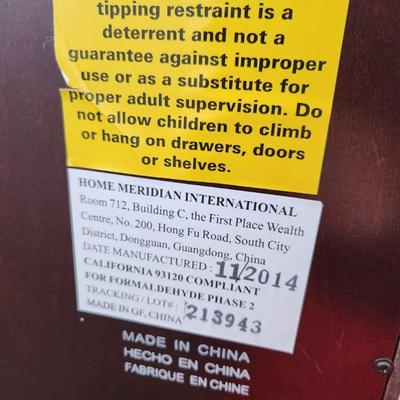 tipping restraint is a
deterrent and not a
guarantee against improper
use or as a substitute for
proper adult supervision. Do
not allow children to climb
or hang on drawers, doors
or shelves.
HOME MERIDIAN INTERNATIONAL
Room 712, Building C, the First Place Wealth
Centre, No. 200, Hong Fu Road, South City
District, Dongguan, Guangdong, China
DATE MANUFACTURED : 11/2014
CALIFORNIA 93120 COMPLIANT
FOR FORMALDEHYDE PHASE 2
TRACKING / LOT# : 213943
MADE IN GF, CHINA
MADE IN CHINA
HECHO EN CHINA
FABRIQUE EN CHINE